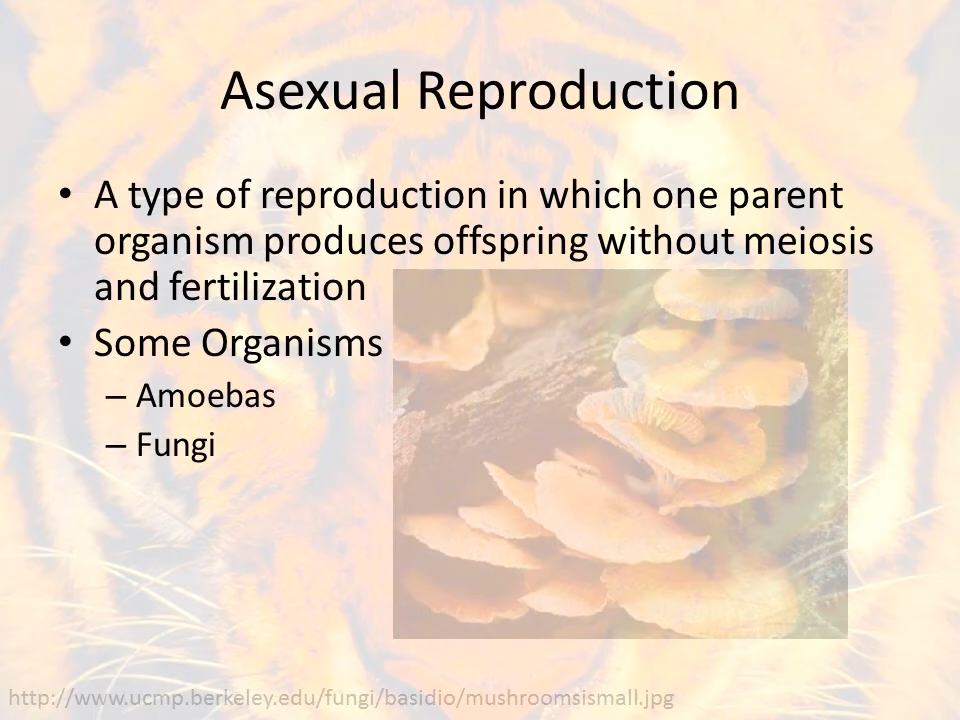 Asexual Reproduction
• A type of reproduction in which one parent
organism produces offspring without meiosis
and fertilization
• Some Organisms
– Amoebas
– Fungi
http://www.ucmp.berkeley.edu/fungi/basidio/mushroomsismall.jpg